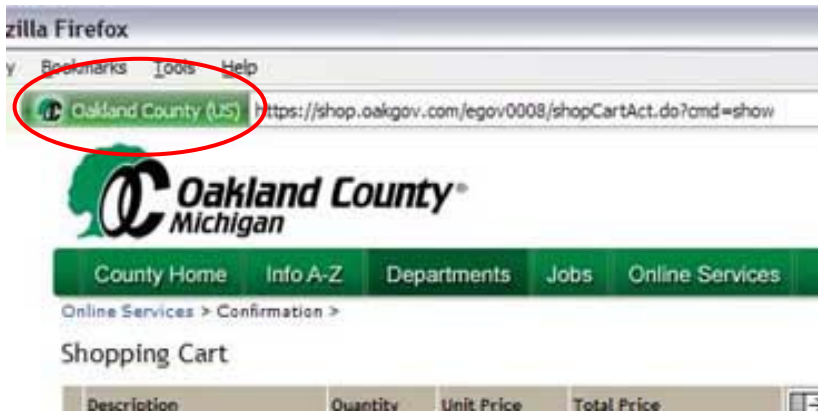 zilla Firefox
y Bookmarks Tools Help
Oakland County (US) https://shop.oakgov.com/egov0008/shopCartAct.do?cmd=show
OC Oakland County®
Michigan
County Home Info A-Z Departments Jobs Online Services
Online Services > Confirmation >
Shopping Cart
Description Quantity Unit Price Total Price